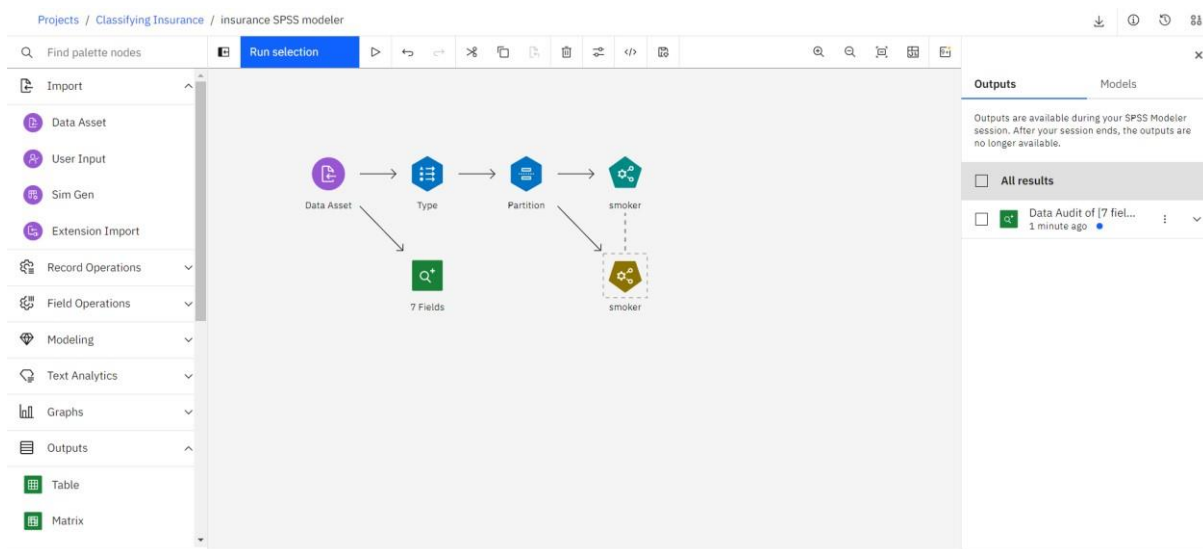 Projects / Classifying Insurance / insurance SPSS modeler
Find palette nodes
Run selection
Import
Data Asset
User Input
Sim Gen
Extension Import
Record Operations
Field Operations
Modeling
Text Analytics
Graphs
Outputs
Table
Matrix
Data Asset
Type
Partition
smoker
7 Fields
smoker
Outputs
Models
Outputs are available during your SPSS Modeler
session. After your session ends, the outputs are
no longer available.
All results
Data Audit of [7 fiel...
1 minute ago